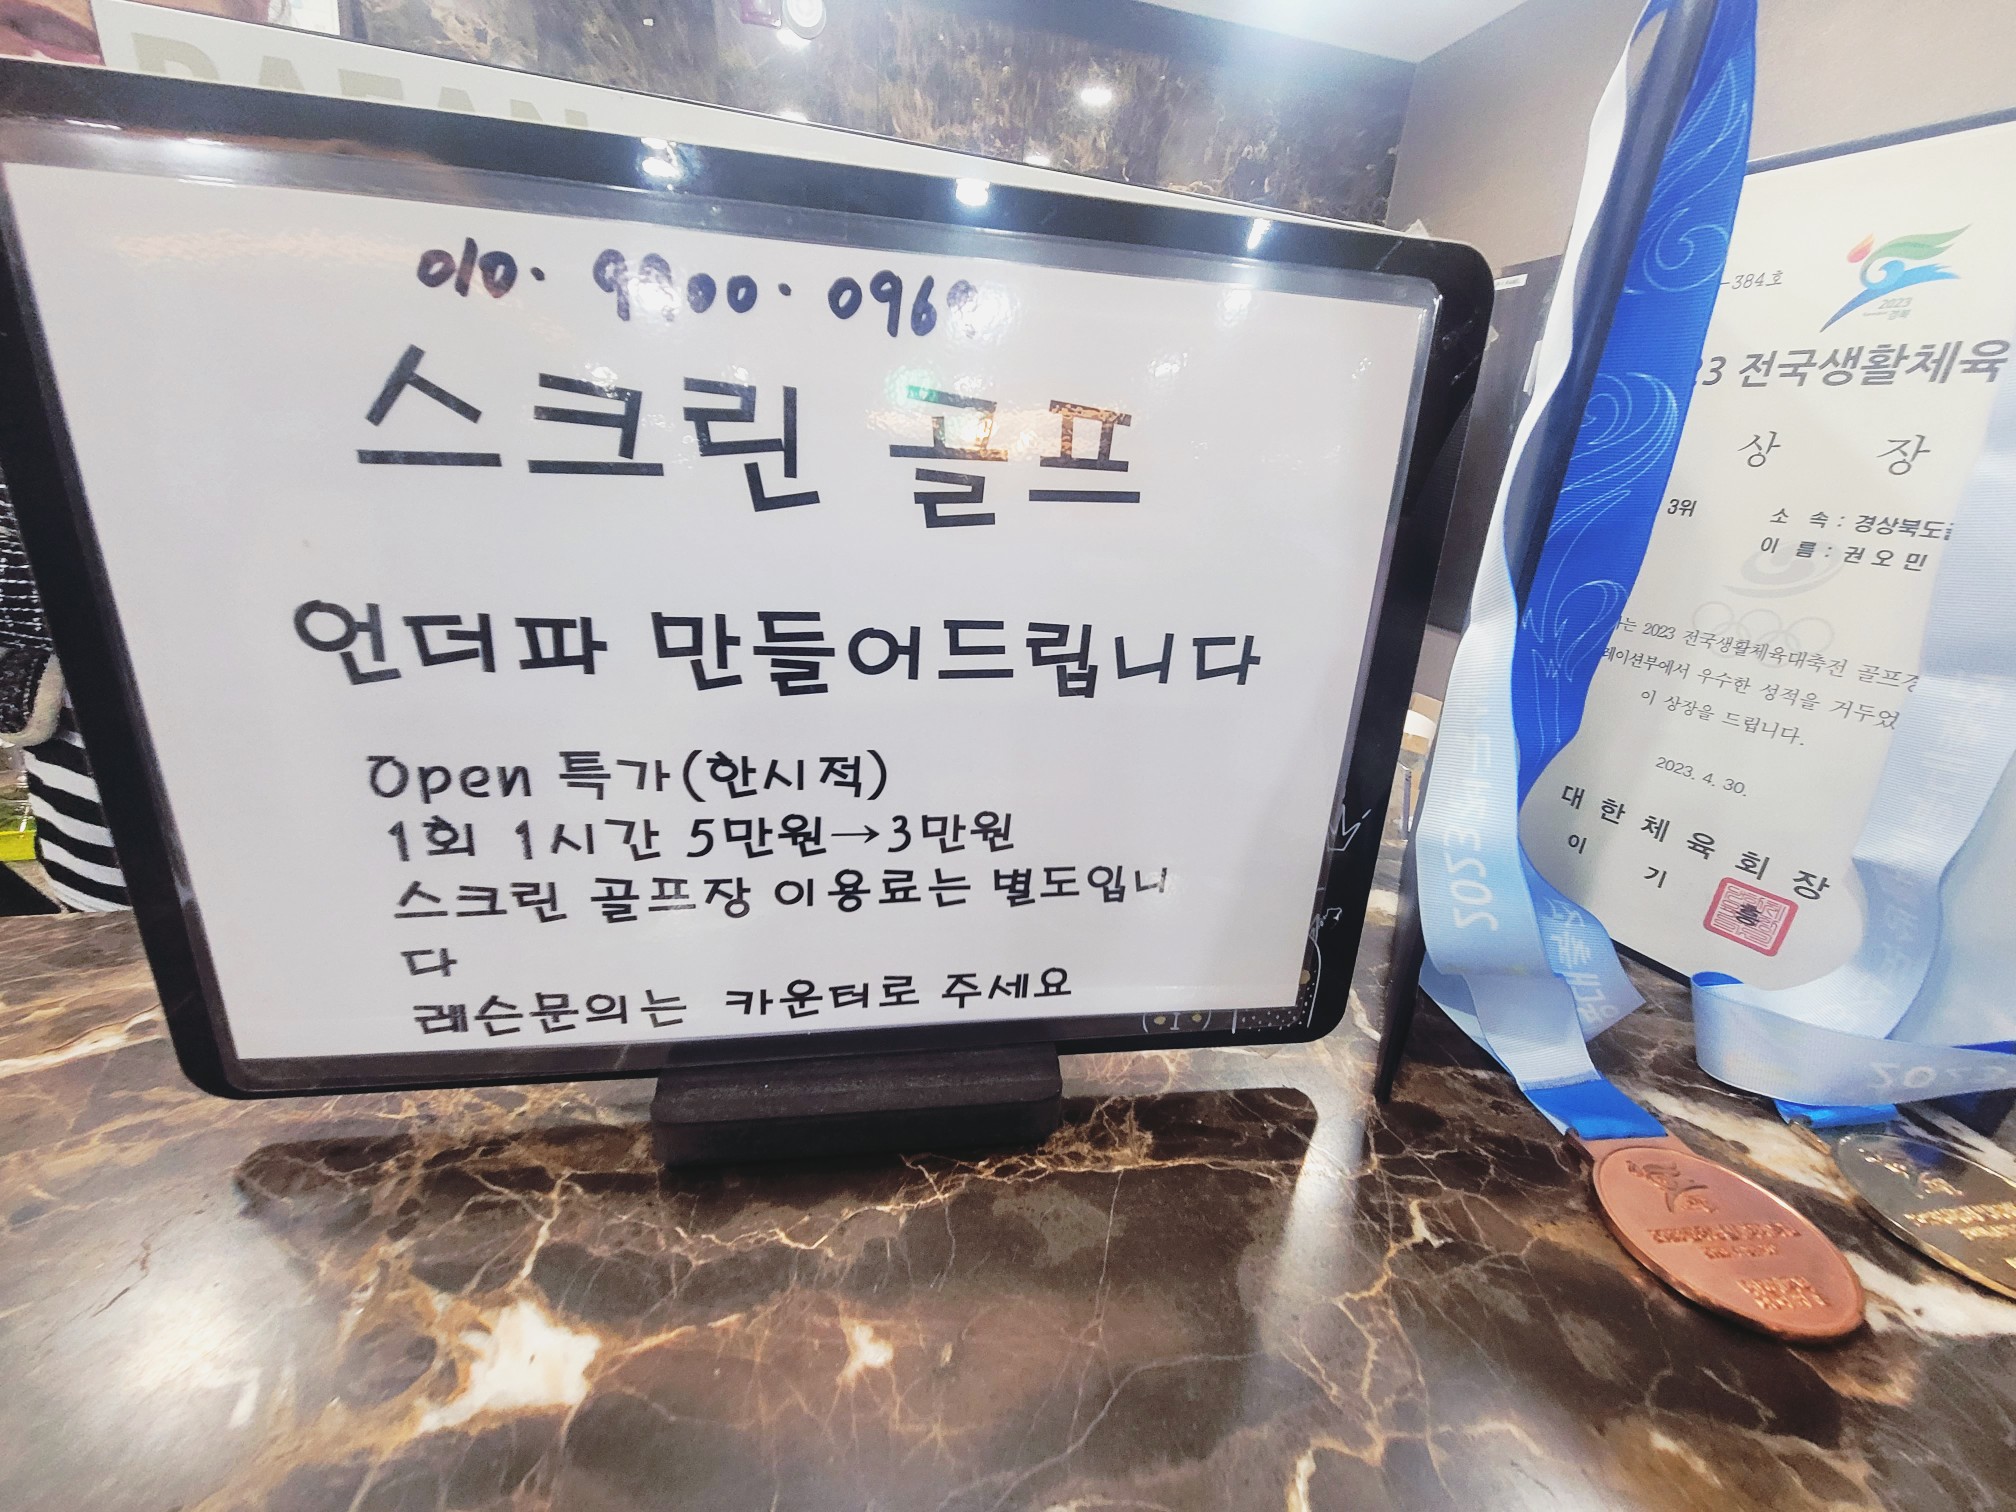 010. 9900. 096
스크린 골프
언더파 만들어드립니다
Open 특가(한시적)
1회 1시간 5만원→3만원
스크린 골프장 이용료는 별도입니
다
레슨문의는 카운터로 주세요
-384호
2023
경북
23 전국생활체육
상 장
3위
소 속 : 경상북도
이 름 : 권 오 민
는 2023 전국생활체육대축전 골프
레이션부에서 우수한 성적을 거두었
이 상장을 드립니다.
2023. 4. 30.
대 한 체 육 회 장
이 기
2023